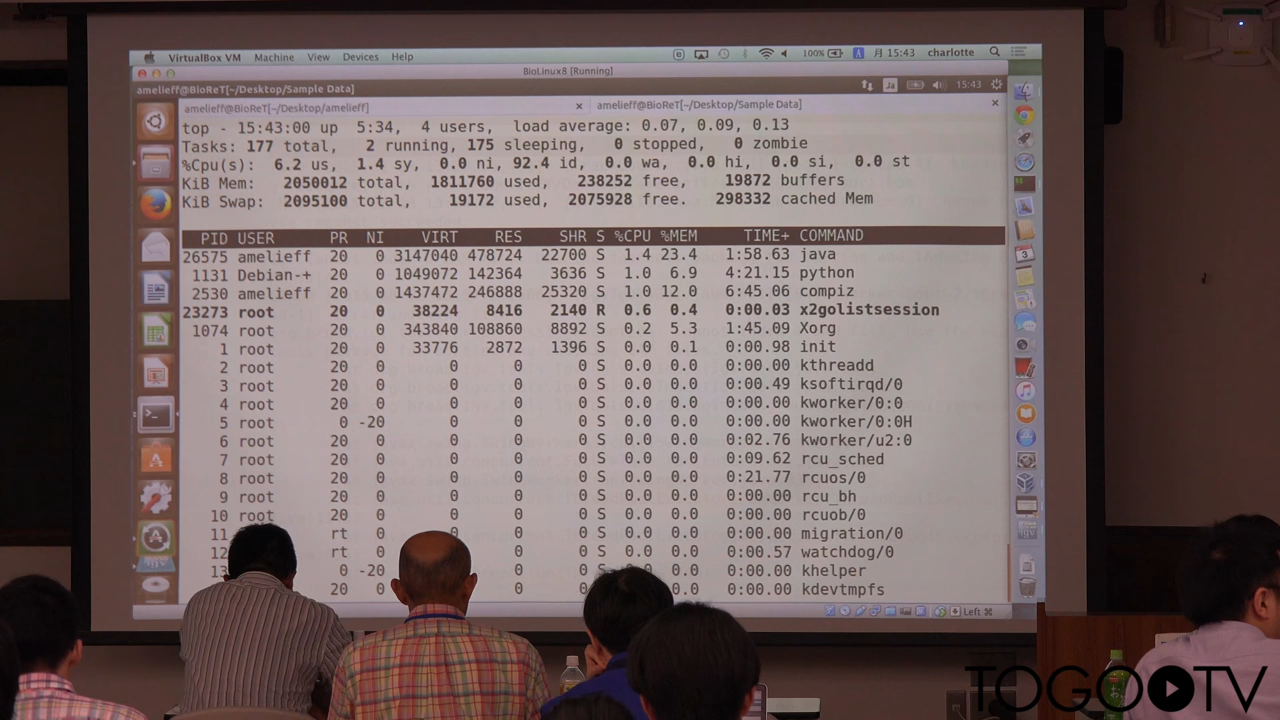 VirtualBox VM Machine View Devices Help 100% A 月 15:43 charlotte
BioLinux8 [Running]
amelieff@BioReT[~/Desktop/Sample Data] Ja 15:43
amelieff@BioReT[~/Desktop/amelieff] × amelieff@BioReT[~/Desktop/Sample Data] ×
top - 15:43:00 up 5:34, 4 users, load average: 0.07, 0.09, 0.13
Tasks: 177 total, 2 running, 175 sleeping, 0 stopped, 0 zombie
%Cpu(s): 6.2 us, 1.4 sy, 0.0 ni, 92.4 id, 0.0 wa, 0.0 hi, 0.0 si, 0.0 st
KiB Mem: 2050012 total, 1811760 used, 238252 free, 19872 buffers
KiB Swap: 2095100 total, 19172 used, 2075928 free. 298332 cached Mem
PID USER PR NI VIRT RES SHR S %CPU %MEM TIME+ COMMAND
26575 amelieff 20 0 3147040 478724 22700 S 1.4 23.4 1:58.63 java
1131 Debian-+ 20 0 1049072 142364 3636 S 1.0 6.9 4:21.15 python
2530 amelieff 20 0 1437472 246888 25320 S 1.0 12.0 6:45.06 compiz
23273 root 20 0 38224 8416 2140 R 0.6 0.4 0:00.03 x2golistsession
1074 root 20 0 343840 108860 8892 S 0.2 5.3 1:45.09 Xorg
1 root 20 0 33776 2872 1396 S 0.0 0.1 0:00.98 init
2 root 20 0 0 0 0 S 0.0 0.0 0:00.00 kthreadd
3 root 20 0 0 0 0 S 0.0 0.0 0:00.49 ksoftirqd/0
4 root 20 0 0 0 0 S 0.0 0.0 0:00.00 kworker/0:0
5 root 0 -20 0 0 0 S 0.0 0.0 0:00.00 kworker/0:0H
6 root 20 0 0 0 0 S 0.0 0.0 0:02.76 kworker/u2:0
7 root 20 0 0 0 0 S 0.0 0.0 0:09.62 rcu_sched
8 root 20 0 0 0 0 S 0.0 0.0 0:21.77 rcuos/0
9 root 20 0 0 0 0 S 0.0 0.0 0:00.00 rcu_bh
10 root 20 0 0 0 0 S 0.0 0.0 0:00.00 rcuob/0
11 rt 0 0 0 0 S 0.0 0.0 0:00.00 migration/0
12 rt 0 0 0 0 S 0.0 0.0 0:00.57 watchdog/0
13 0 -20 0 0 0 S 0.0 0.0 0:00.00 khelper
20 0 0 0 0 S 0.0 0.0 0:00.00 kdevtmpfs
Left ⌘
TOGO TV